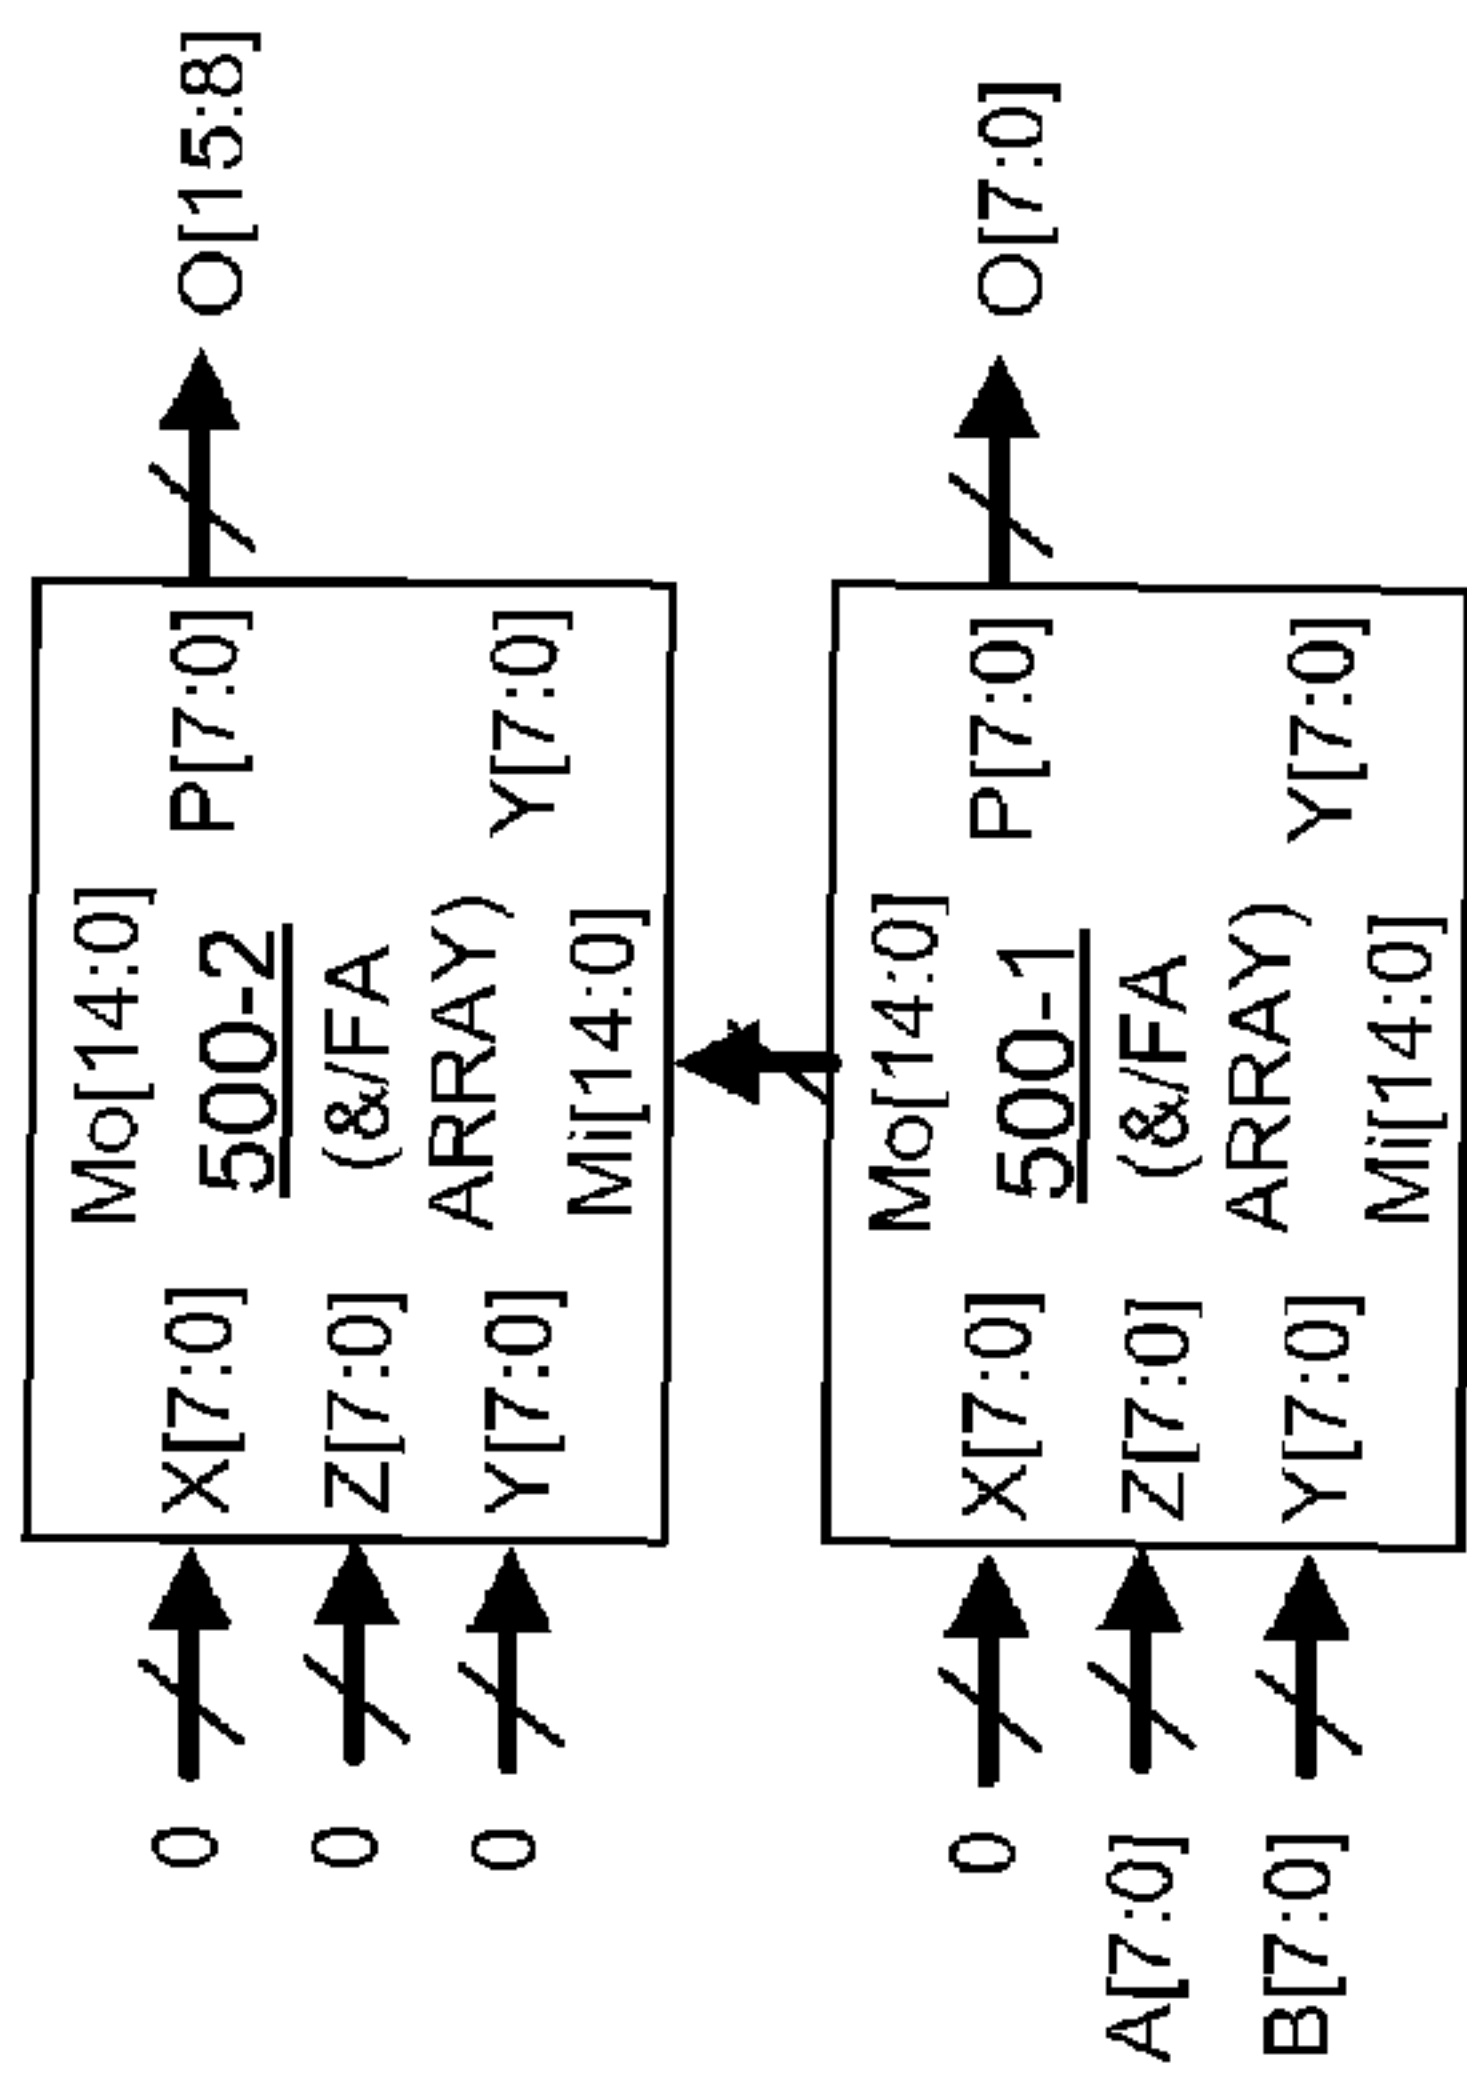 Mo[14:0]
0 X[7:0] 500-2 P[7:0] O[15:8]
0 Z[7:0] (&/FA
ARRAY)
0 Y[7:0] Y[7:0]
Mi[14:0]
Mo[14:0]
0 X[7:0] 500-1 P[7:0] O[7:0]
A[7:0] Z[7:0] (&/FA
ARRAY)
B[7:0] Y[7:0] Y[7:0]
Mi[14:0]